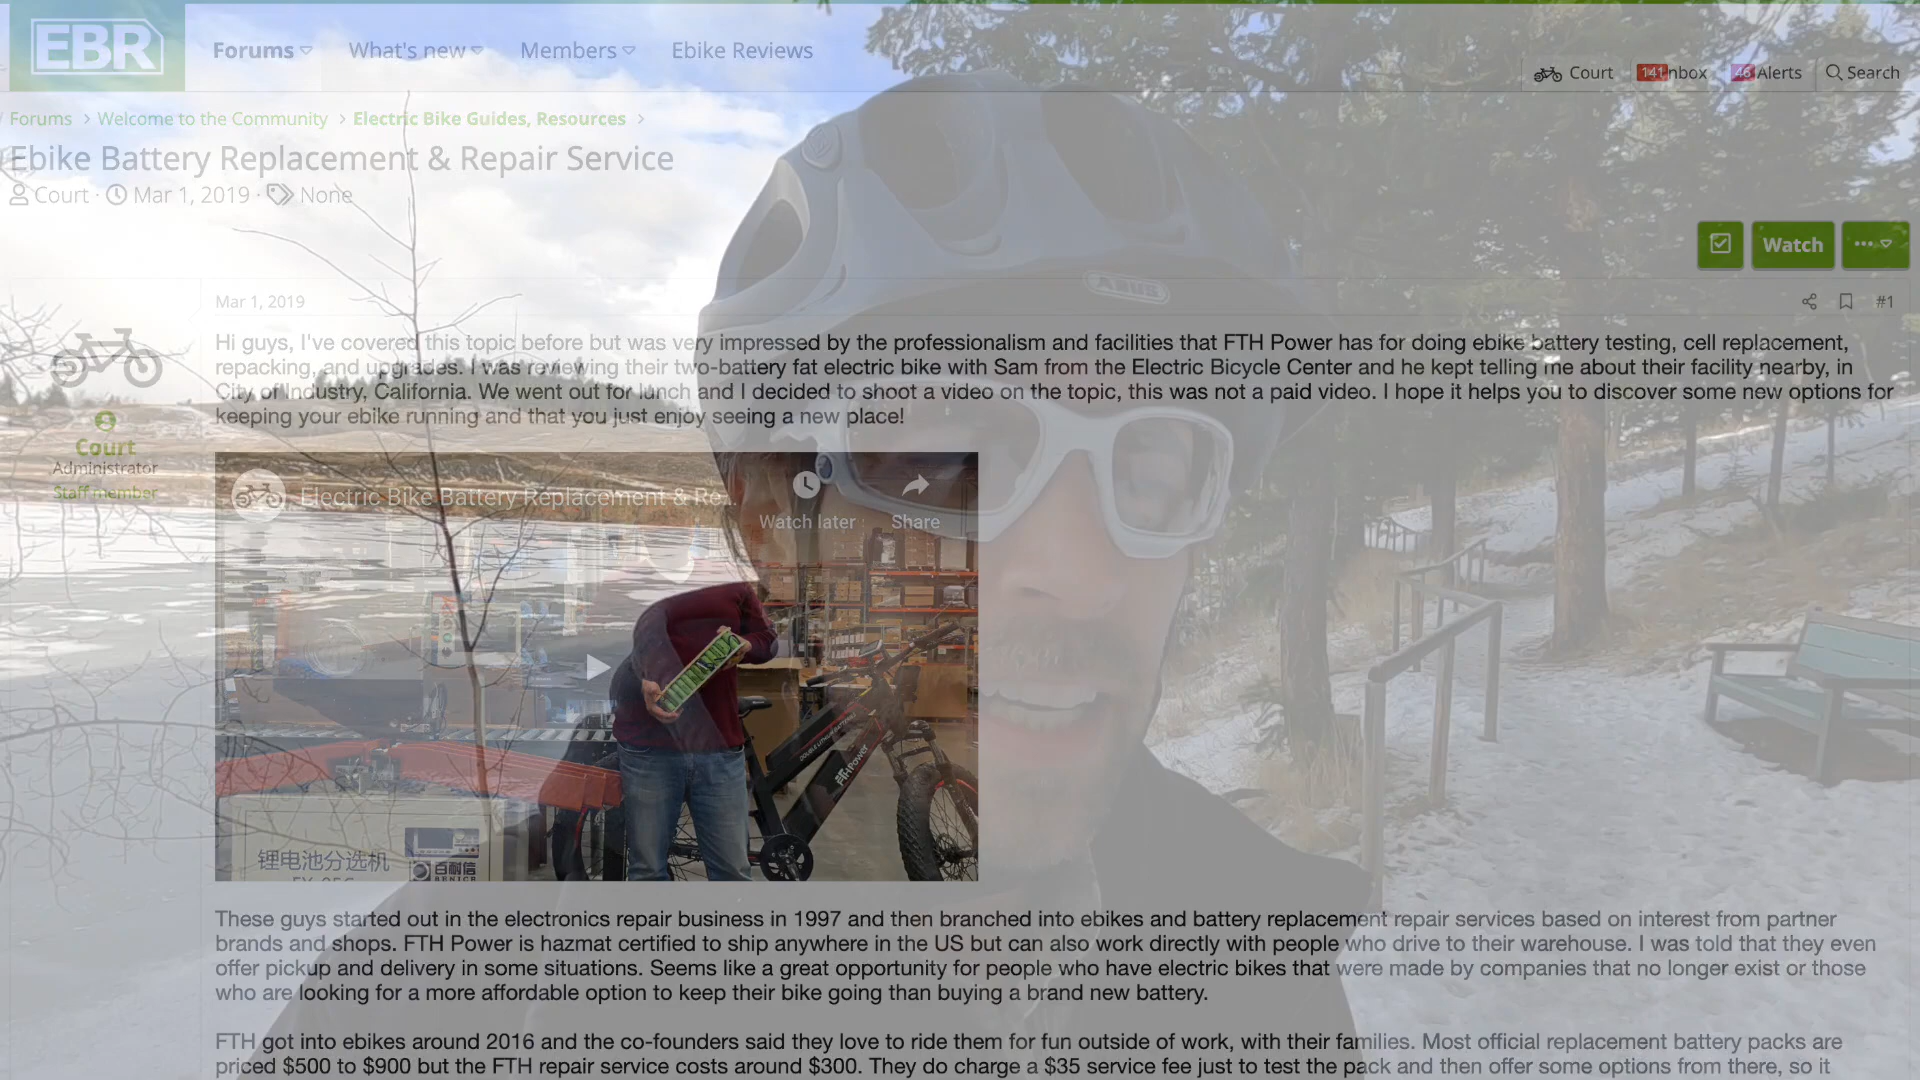 EBR
Forums
What's new
Members
Ebike Reviews
Court
141
Inbox
46
Alerts
Search
Forums > Welcome to the Community > Electric Bike Guides, Resources >
Ebike Battery Replacement & Repair Service
Court · Mar 1, 2019 · None
Watch
Mar 1, 2019
#1
ABUS
Hi guys, I've covered this topic before but was very impressed by the professionalism and facilities that FTH Power has for doing ebike battery testing, cell replacement,
repacking, and upgrades. I was reviewing their two-battery fat electric bike with Sam from the Electric Bicycle Center and he kept telling me about their facility nearby, in
City of Industry, California. We went out for lunch and I decided to shoot a video on the topic, this was not a paid video. I hope it helps you to discover some new options for
keeping your ebike running and that you just enjoy seeing a new place!
Court
Administrator
Staff member
Electric Bike Battery Replacement & Re...
Watch later
Share
DOUBLE LITHIUM BATTERIES
FTH Power
锂电池分选机
百耐信
These guys started out in the electronics repair business in 1997 and then branched into ebikes and battery replacement repair services based on interest from partner
brands and shops. FTH Power is hazmat certified to ship anywhere in the US but can also work directly with people who drive to their warehouse. I was told that they even
offer pickup and delivery in some situations. Seems like a great opportunity for people who have electric bikes that were made by companies that no longer exist or those
who are looking for a more affordable option to keep their bike going than buying a brand new battery.
FTH got into ebikes around 2016 and the co-founders said they love to ride them for fun outside of work, with their families. Most official replacement battery packs are
priced $500 to $900 but the FTH repair service costs around $300. They do charge a $35 service fee just to test the pack and then offer some options from there, so it